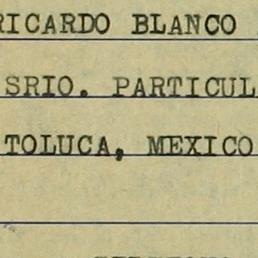 RICARDO BLANCO
SRIO. PARTICUL
TOLUCA, MEXICO